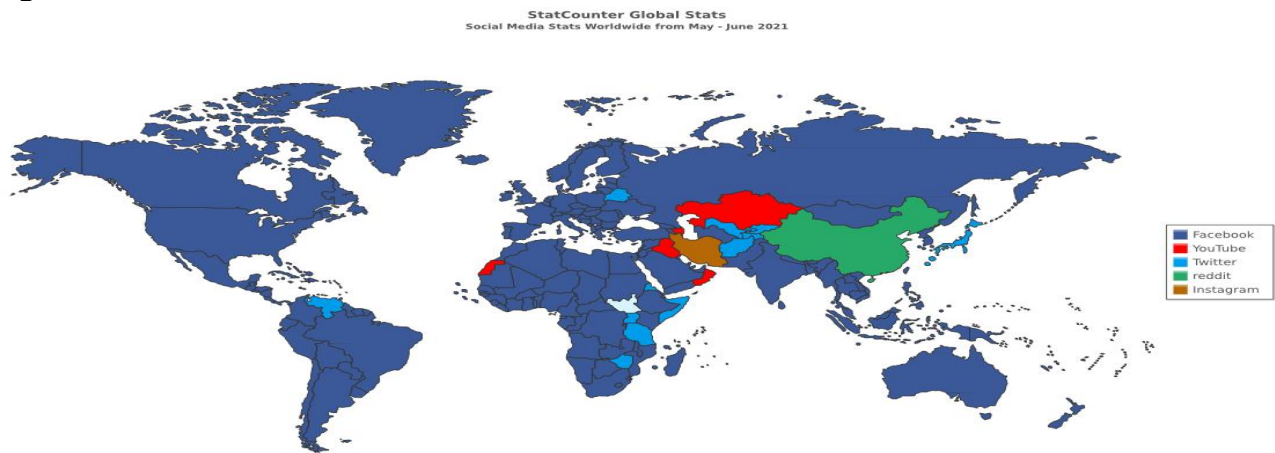 StatCounter Global Stats
Social Media Stats Worldwide from May - June 2021
Facebook
YouTube
Twitter
reddit
Instagram